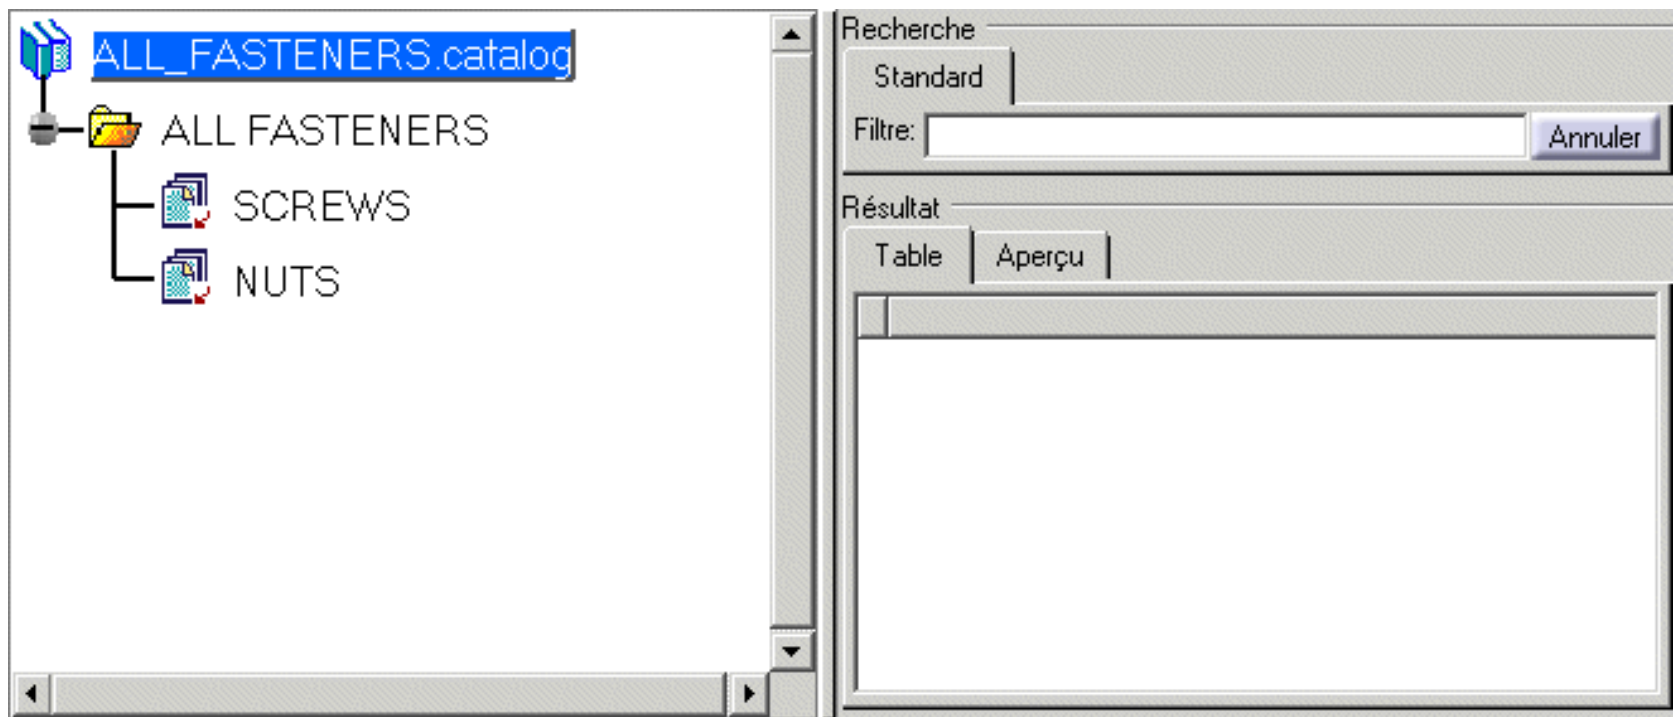 ALL_FASTENERS.catalog
ALL FASTENERS
SCREWS
NUTS
Recherche
Standard
Filtre:
Annuler
Résultat
Table
Aperçu